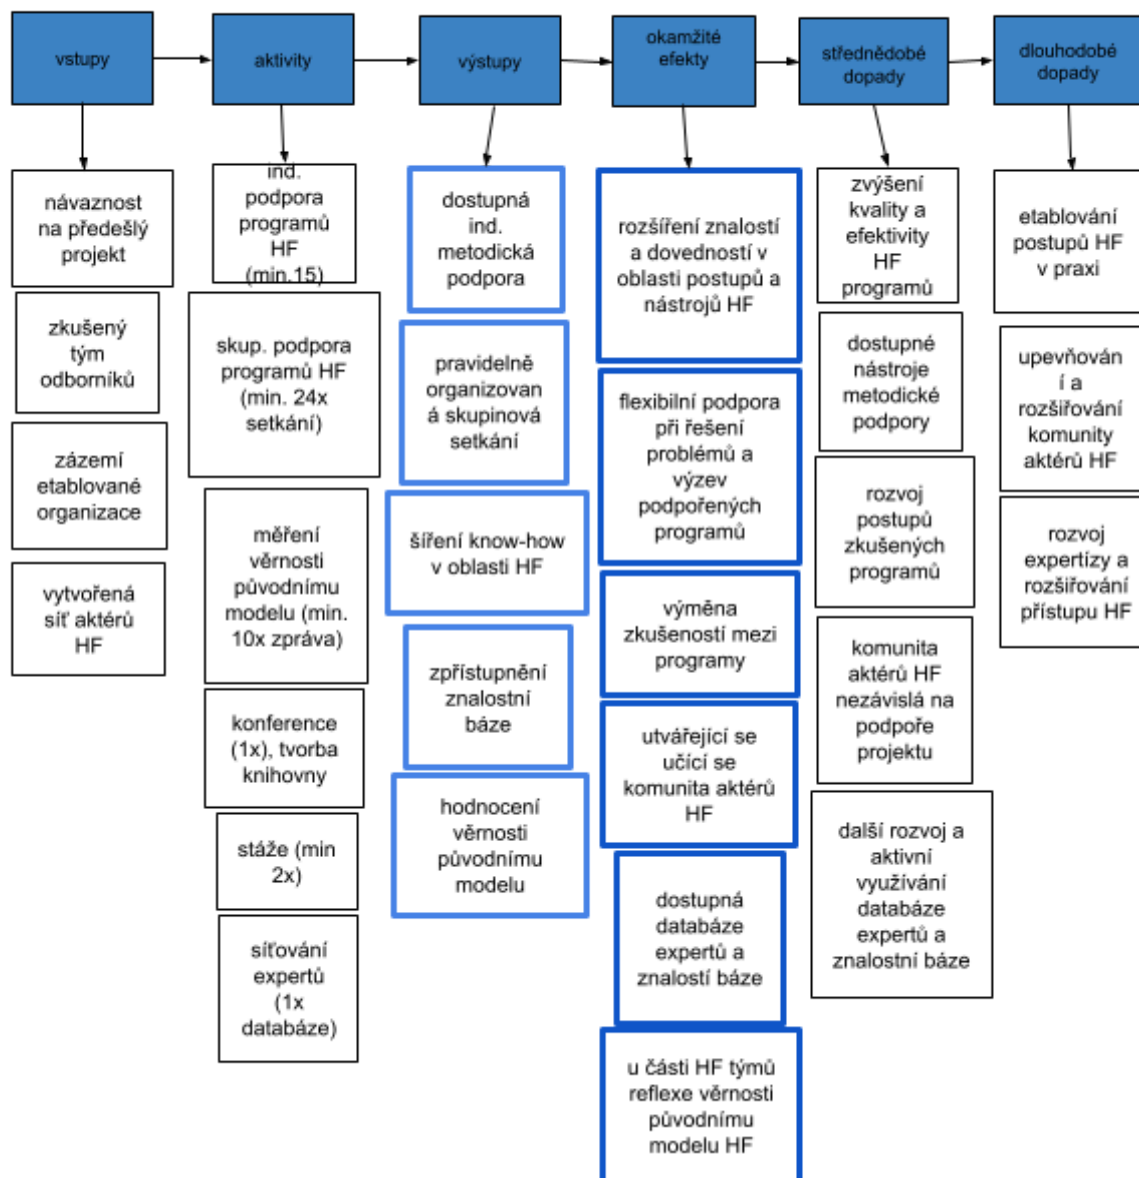 vstupy
aktivity
výstupy
okamžité
efekty
střednědobé
dopady
dlouhodobé
dopady
návaznost
na předešlý
projekt
zkušený
tým
odborníků
zázemí
etablované
organizace
vytvořená
síť aktérů
HF
ind.
podpora
programů
HF
(min.15)
skup. podpora
programů HF
(min. 24x
setkání)
měření
věrnosti
původnímu
modelu (min.
10x zpráva)
konference
(1x), tvorba
knihovny
stáže (min
2x)
síťování
expertů
(1x
databáze)
dostupná
ind.
metodická
podpora
pravidelně
organizovan
á skupinová
setkání
šíření know-how
v oblasti HF
zpřístupnění
znalostní
báze
hodnocení
věrnosti
původnímu
modelu
rozšíření znalostí
a dovedností v
oblasti postupů a
nástrojů HF
flexibilní podpora
při řešení
problémů a
výzev
podpořených
programů
výměna
zkušeností mezi
programy
utvářející se
učící se
komunita aktérů
HF
dostupná
databáze
expertů a
znalostí báze
u části HF týmů
reflexe věrnosti
původnímu
modelu HF
zvýšení
kvality a
efektivity
HF
programů
dostupné
nástroje
metodické
podpory
rozvoj
postupů
zkušených
programů
komunita
aktérů HF
nezávislá na
podpoře
projektu
další rozvoj a
aktivní
využívání
databáze
expertů a
znalostní báze
etablování
postupů HF
v praxi
upevňován
í a
rozšiřování
komunity
aktérů HF
rozvoj
expertízy a
rozšiřování
přístupu HF